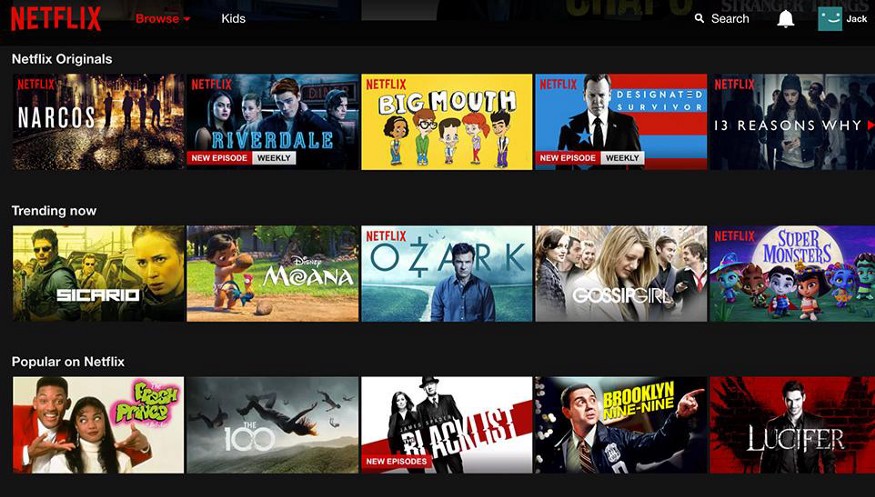 NETFLIX Browse Kids Search Jack
Netflix Originals
NETFLIX
NARCOS
NETFLIX
DINER
RIVERDALE
NEW EPISODE WEEKLY
NETFLIX
BIG MOUTH
NETFLIX
DESIGNATED
SURVIVOR
NEW EPISODE WEEKLY
NETFLIX
13 REASONS WHY
Trending now
SICARIO
Disney
MOANA
NETFLIX
OZARK
GOSSIP GIRL
NETFLIX
SUPER
MONSTERS
Popular on Netflix
The
Fresh
Prince
THE
100
JAMES SPADER
BLACKLIST
NEW EPISODES
BROOKLYN
NINE-NINE
LUCIFER